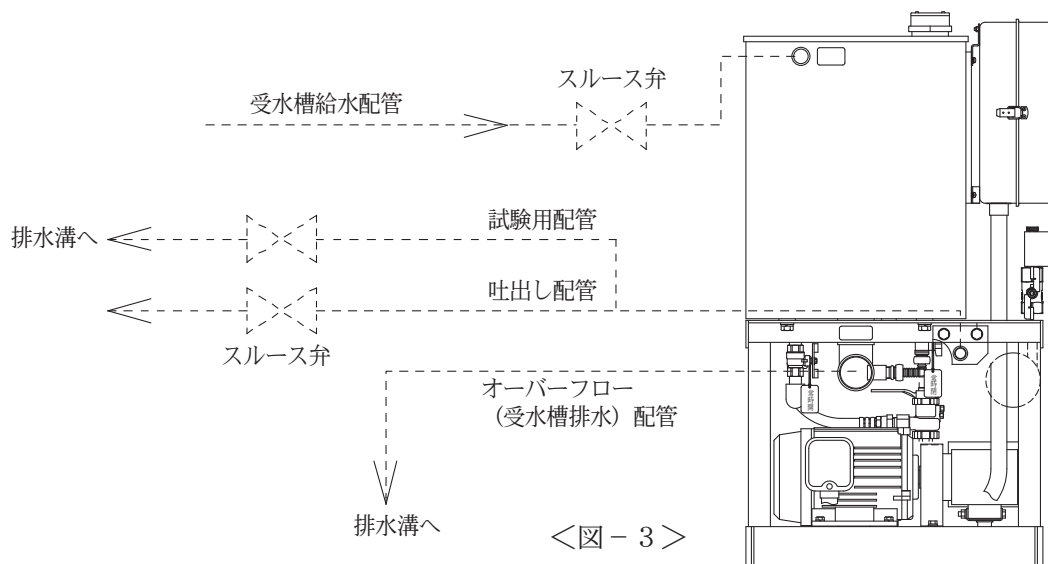 スルース弁
受水槽給水配管
試験用配管
排水溝へ
吐出し配管
スルース弁
オーバーフロー
（受水槽排水）配管
排水溝へ
＜図－３＞